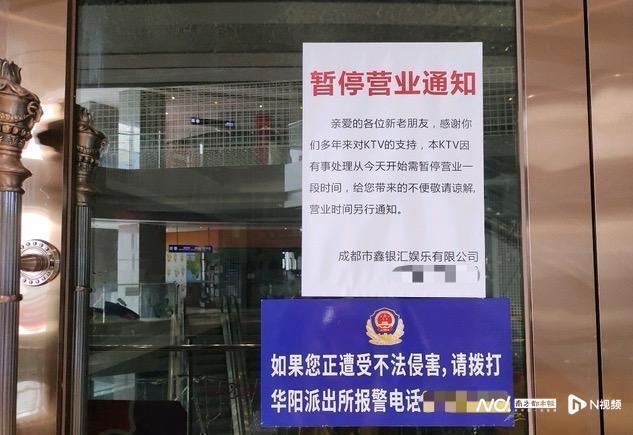 暂停营业通知
亲爱的各位新老朋友，感谢你
们多年来对KTV的支持，本KTV因
有事处理从今天开始需暂停营业一
段时间，给您带来的不便敬请谅解,
营业时间另行通知。
成都市鑫银汇娱乐有限公司
如果您正遭受不法侵害,请拨打
华阳派出所报警电话
南方都市报
N视频